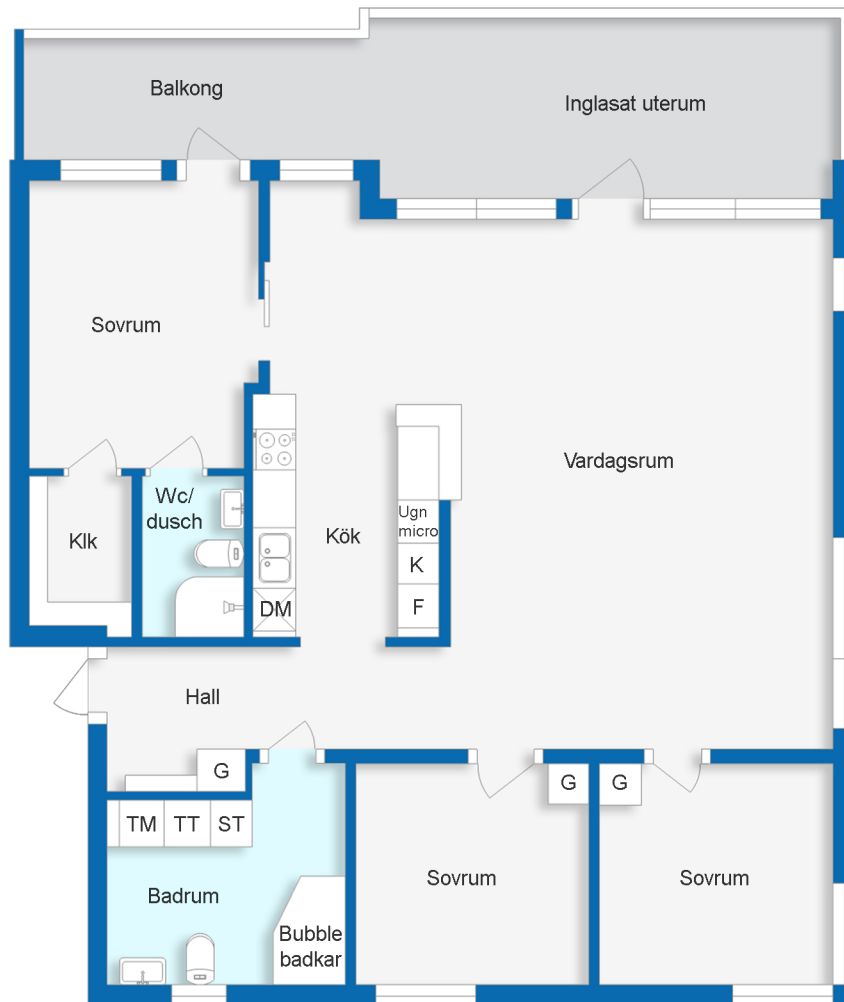 Balkong
Inglasat uterum
Sovrum
Vardagsrum
Wc/
dusch
Klk
Kök
Ugn
micro
K
F
DM
Hall
G
G
G
TM
TT
ST
Badrum
Sovrum
Sovrum
Bubble
badkar